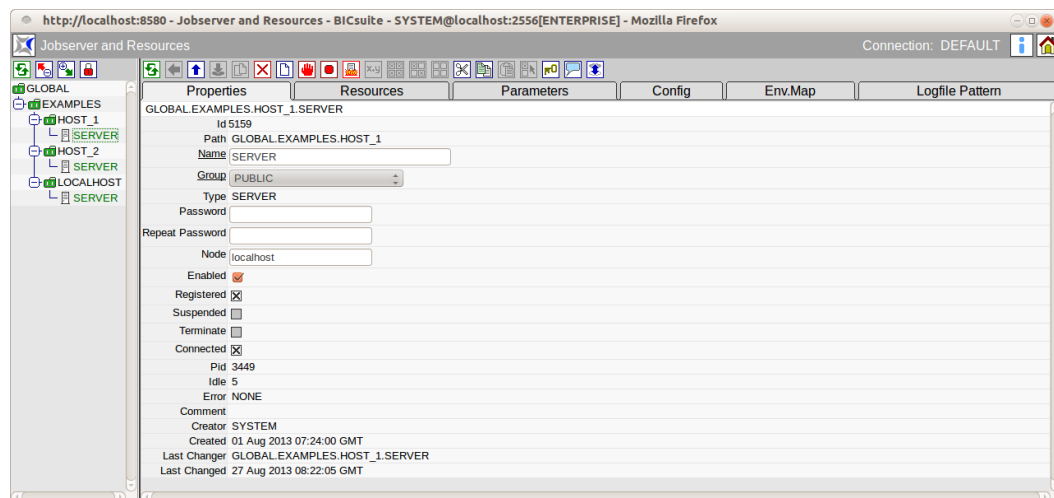 http://localhost:8580 - Jobserver and Resources - BICsuite - SYSTEM@localhost:2556[ENTERPRISE] - Mozilla Firefox
Jobserver and Resources
Connection: DEFAULT
GLOBAL
EXAMPLES
HOST_1
SERVER
HOST_2
SERVER
LOCALHOST
SERVER
Properties
Resources
Parameters
Config
Env.Map
Logfile Pattern
GLOBAL.EXAMPLES.HOST_1.SERVER
Id 5159
Path GLOBAL.EXAMPLES.HOST_1
Name SERVER
Group PUBLIC
Type SERVER
Password
Repeat Password
Node localhost
Enabled
Registered
Suspended
Terminate
Connected
Pid 3449
Idle 5
Error NONE
Comment
Creator SYSTEM
Created 01 Aug 2013 07:24:00 GMT
Last Changer GLOBAL.EXAMPLES.HOST_1.SERVER
Last Changed 27 Aug 2013 08:22:05 GMT